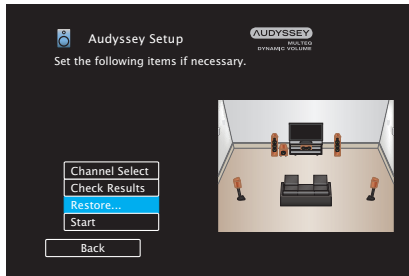 Audyssey Setup
AUDYSSEY
MULTEQ
DYNAMIC VOLUME
Set the following items if necessary.
Channel Select
Check Results
Restore...
Start
Back